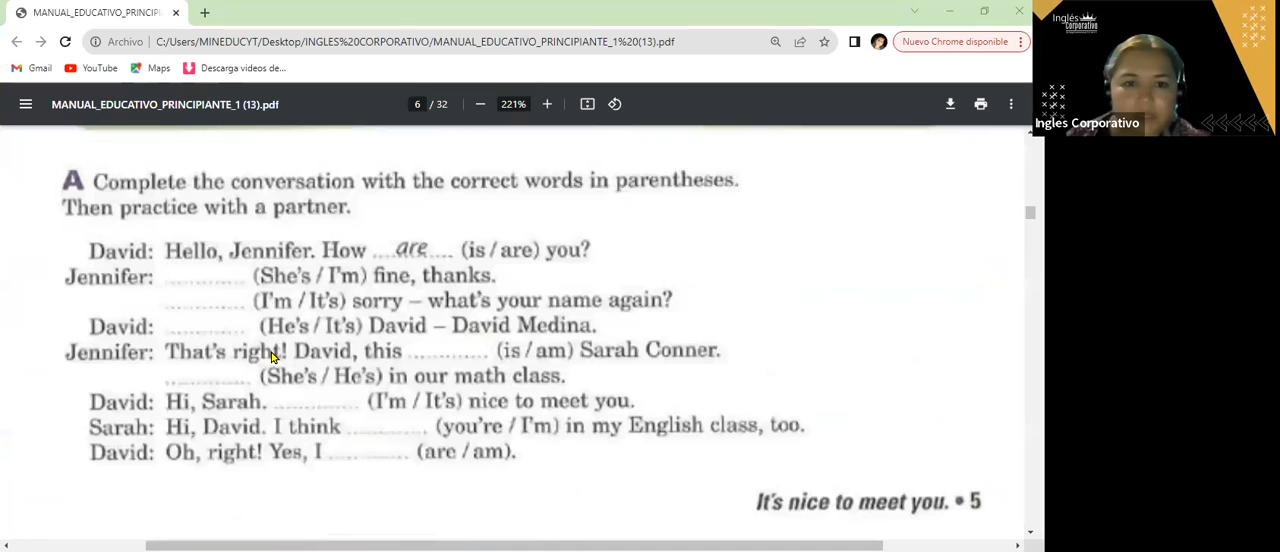 MANUAL_EDUCATIVO_PRINCIPI
Archivo C:/Users/MINEDUCYT/Desktop/INGLES%20CORPORATIVO/MANUAL_EDUCATIVO_PRINCIPIANTE_1%20(13).pdf
Nuevo Chrome disponible
Gmail YouTube Maps Descarga videos de...
MANUAL_EDUCATIVO_PRINCIPIANTE_1 (13).pdf 6 / 32 221%
Inglés Corporativo
Ingles Corporativo
A Complete the conversation with the correct words in parentheses.
Then practice with a partner.
David: Hello, Jennifer. How ....are.... (is / are) you?
Jennifer: ............ (She's / I'm) fine, thanks.
............ (I'm / It's) sorry – what's your name again?
David: ............ (He's / It's) David – David Medina.
Jennifer: That's right! David, this ............ (is / am) Sarah Conner.
............ (She's / He's) in our math class.
David: Hi, Sarah. ............ (I'm / It's) nice to meet you.
Sarah: Hi, David. I think ............ (you're / I'm) in my English class, too.
David: Oh, right! Yes, I ............ (are / am).
It's nice to meet you. • 5